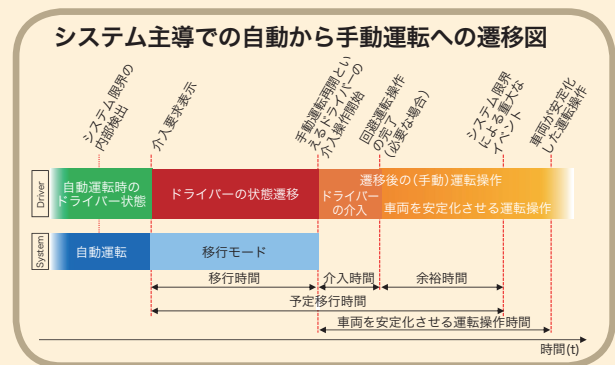 システム主導での自動から手動運転への遷移図
システム限界の
内部検出
介入要求表示
手動運転再開とい
えるドライバーの
介入操作開始
回避運転操作
の完了
(必要な場合)
システム限界
による重大な
イベント
車両が安定化
した運転操作
Driver
自動運転時の
ドライバー状態
ドライバーの状態遷移
遷移後の(手動)運転操作
ドライバー
の介入
車両を安定化させる運転操作
System
自動運転
移行モード
移行時間
介入時間
余裕時間
予定移行時間
車両を安定化させる運転操作時間
時間(t)